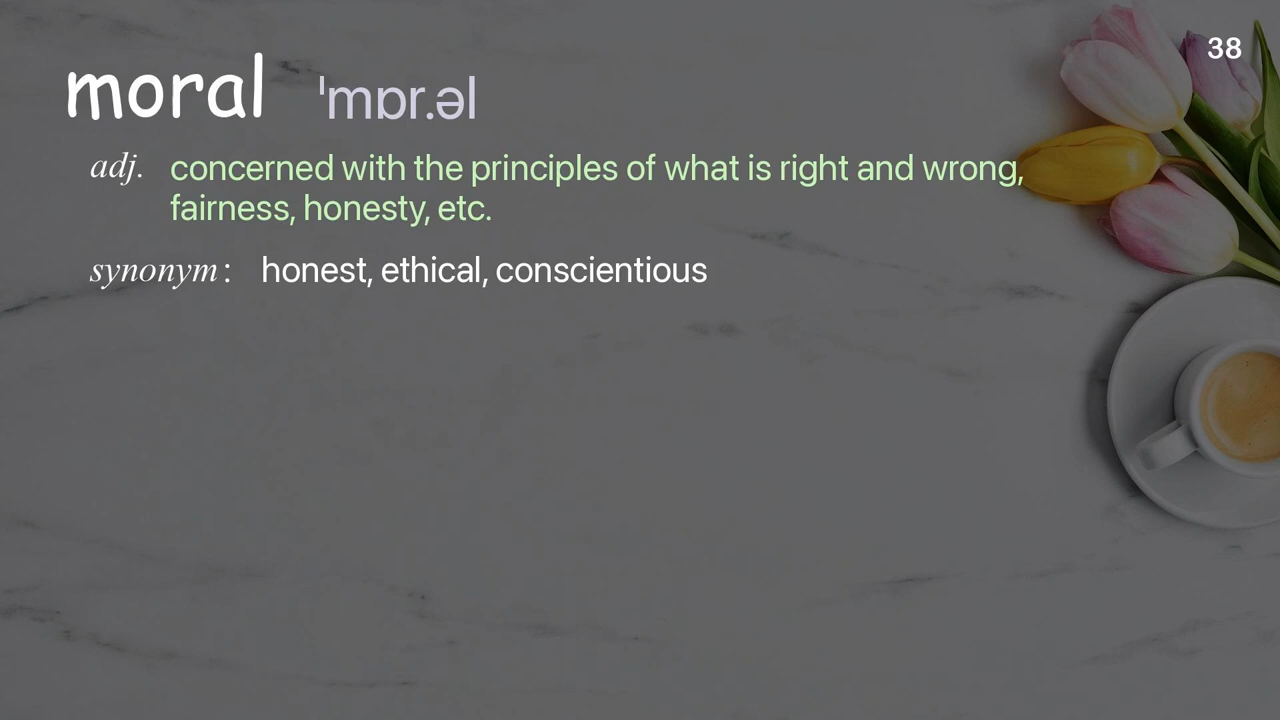 38
moral ˈmɒr.əl
adj. concerned with the principles of what is right and wrong,
fairness, honesty, etc.
synonym : honest, ethical, conscientious